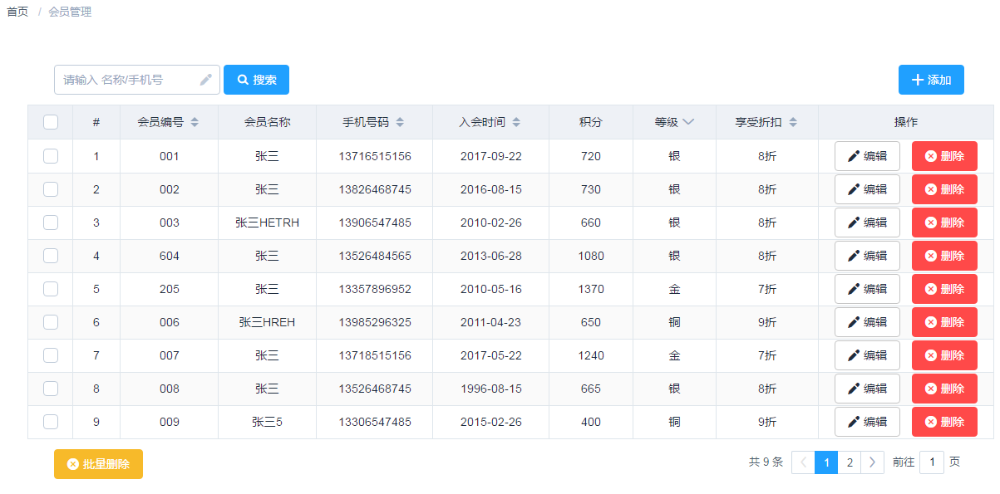 首页 / 会员管理
请输入 名称/手机号 搜索 添加
# 会员编号 会员名称 手机号码 入会时间 积分 等级 享受折扣 操作
1 001 张三 13716515156 2017-09-22 720 银 8折 编辑 删除
2 002 张三 13826468745 2016-08-15 730 银 8折 编辑 删除
3 003 张三HETRH 13906547485 2010-02-26 660 银 8折 编辑 删除
4 604 张三 13526484565 2013-06-28 1080 银 8折 编辑 删除
5 205 张三 13357896952 2010-05-16 1370 金 7折 编辑 删除
6 006 张三HREH 13985296325 2011-04-23 650 铜 9折 编辑 删除
7 007 张三 13718515156 2017-05-22 1240 金 7折 编辑 删除
8 008 张三 13526468745 1996-08-15 665 银 8折 编辑 删除
9 009 张三5 13306547485 2015-02-26 400 铜 9折 编辑 删除
批量删除 共 9 条 1 2 前往 1 页